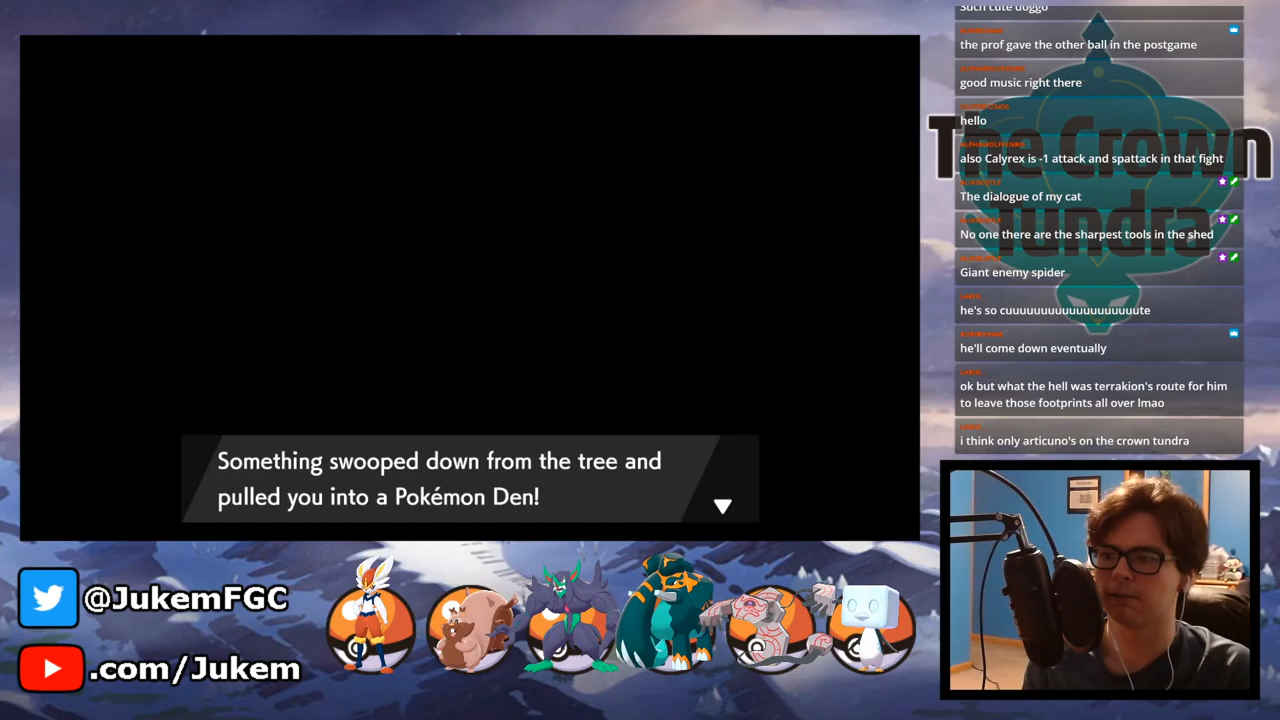 Something swooped down from the tree and
pulled you into a Pokémon Den!
@JukemFGC
.com/Jukem
The Crown
Tundra
Such cute doggo
the prof gave the other ball in the postgame
good music right there
hello
ALPHAWOLFFENRIS
also Calyrex is -1 attack and spattack in that fight
The dialogue of my cat
No one there are the sharpest tools in the shed
Giant enemy spider
he's so cuuuuuuuuuuuuuuuuuute
he'll come down eventually
ok but what the hell was terrakion's route for him
to leave those footprints all over lmao
i think only articuno's on the crown tundra